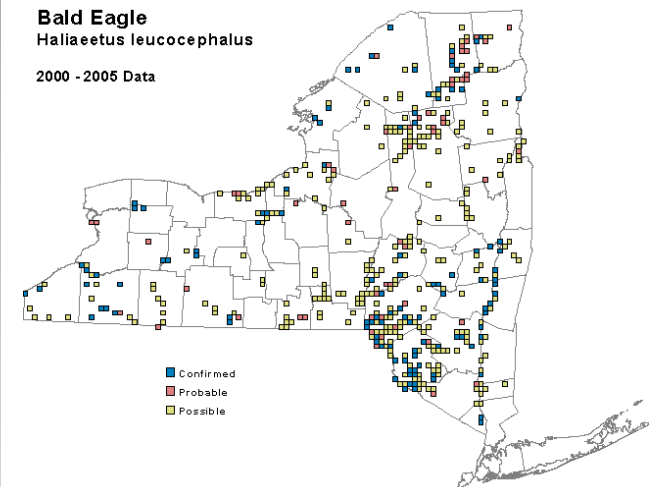 Bald Eagle
Haliaeetus leucocephalus
2000 - 2005 Data
Confirmed
Probable
Possible